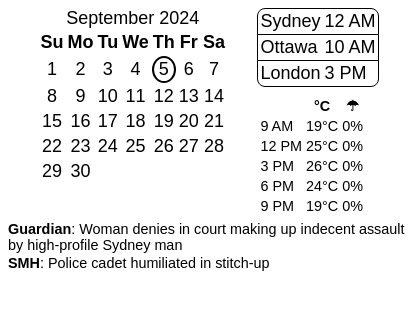 September 2024
Su Mo Tu We Th Fr Sa
1 2 3 4 5 6 7
8 9 10 11 12 13 14
15 16 17 18 19 20 21
22 23 24 25 26 27 28
29 30
Sydney 12 AM
Ottawa 10 AM
London 3 PM
°C ☂
9 AM 19°C 0%
12 PM 25°C 0%
3 PM 26°C 0%
6 PM 24°C 0%
9 PM 19°C 0%
Guardian: Woman denies in court making up indecent assault
by high-profile Sydney man
SMH: Police cadet humiliated in stitch-up